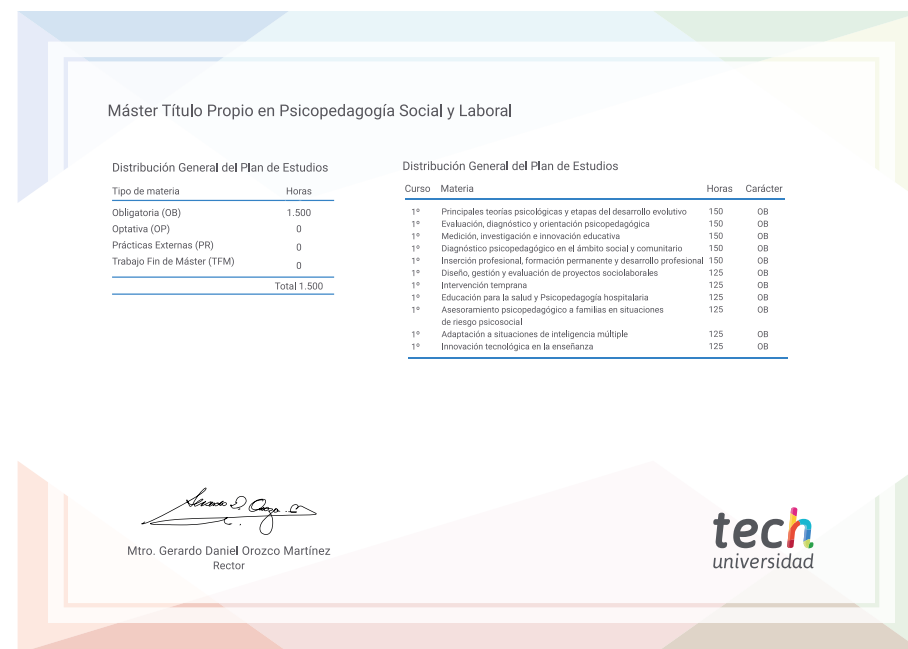 Máster Título Propio en Psicopedagogía Social y Laboral
Distribución General del Plan de Estudios
Tipo de materia Horas
Obligatoria (OB) 1.500
Optativa (OP) 0
Prácticas Externas (PR) 0
Trabajo Fin de Máster (TFM) 0
Total 1.500
Distribución General del Plan de Estudios
Curso Materia Horas Carácter
1º Principales teorías psicológicas y etapas del desarrollo evolutivo 150 OB
1º Evaluación, diagnóstico y orientación psicopedagógica 150 OB
1º Medición, investigación e innovación educativa 150 OB
1º Diagnóstico psicopedagógico en el ámbito social y comunitario 150 OB
1º Inserción profesional, formación permanente y desarrollo profesional 150 OB
1º Diseño, gestión y evaluación de proyectos sociolaborales 125 OB
1º Intervención temprana 125 OB
1º Educación para la salud y Psicopedagogía hospitalaria 125 OB
1º Asesoramiento psicopedagógico a familias en situaciones 125 OB
de riesgo psicosocial
1º Adaptación a situaciones de inteligencia múltiple 125 OB
1º Innovación tecnológica en la enseñanza 125 OB
Mtro. Gerardo Daniel Orozco Martínez
Rector
tech
universidad